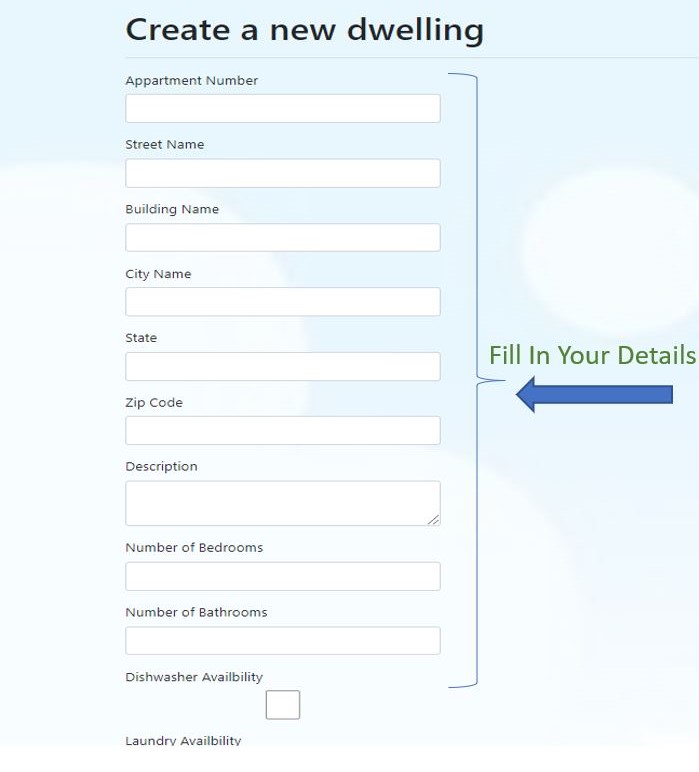 Create a new dwelling
Appartment Number
Street Name
Building Name
City Name
State
Fill In Your Details
Zip Code
Description
Number of Bedrooms
Number of Bathrooms
Dishwasher Availbility
Laundry Availbility